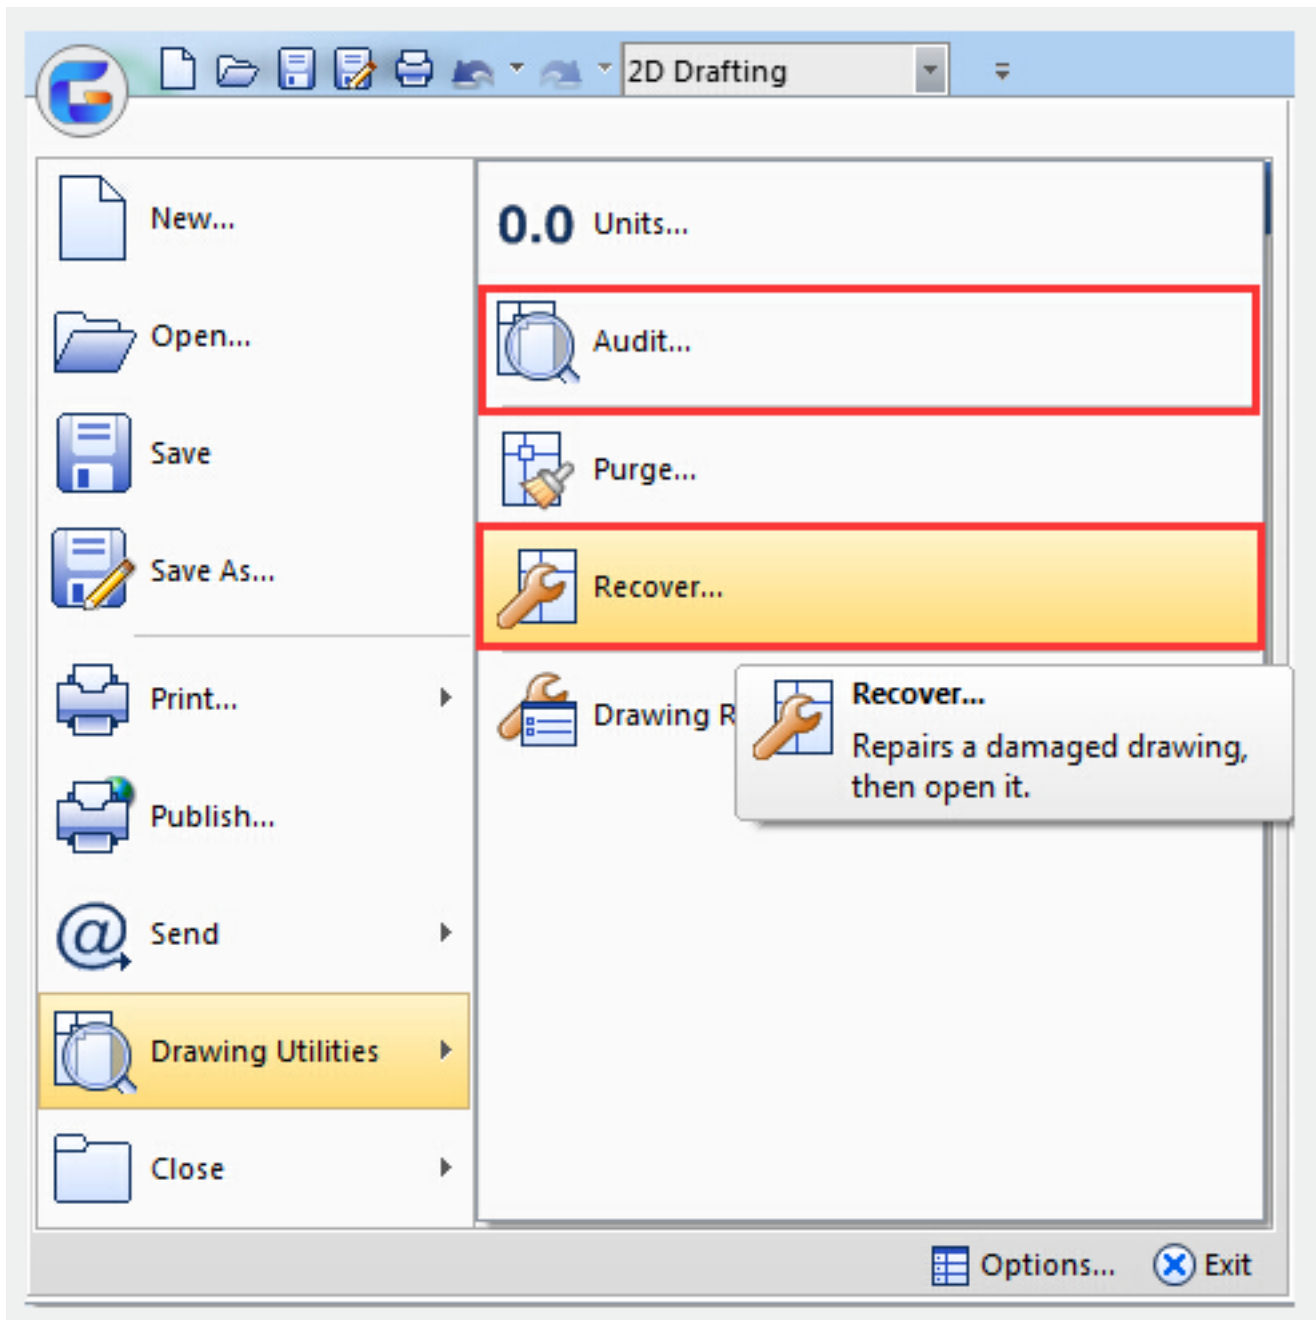 2D Drafting
New...
Open...
Save
Save As...
Print...
Publish...
Send
Drawing Utilities
Close
0.0 Units...
Audit...
Purge...
Recover...
Drawing R
Recover...
Repairs a damaged drawing,
then open it.
Options...
Exit